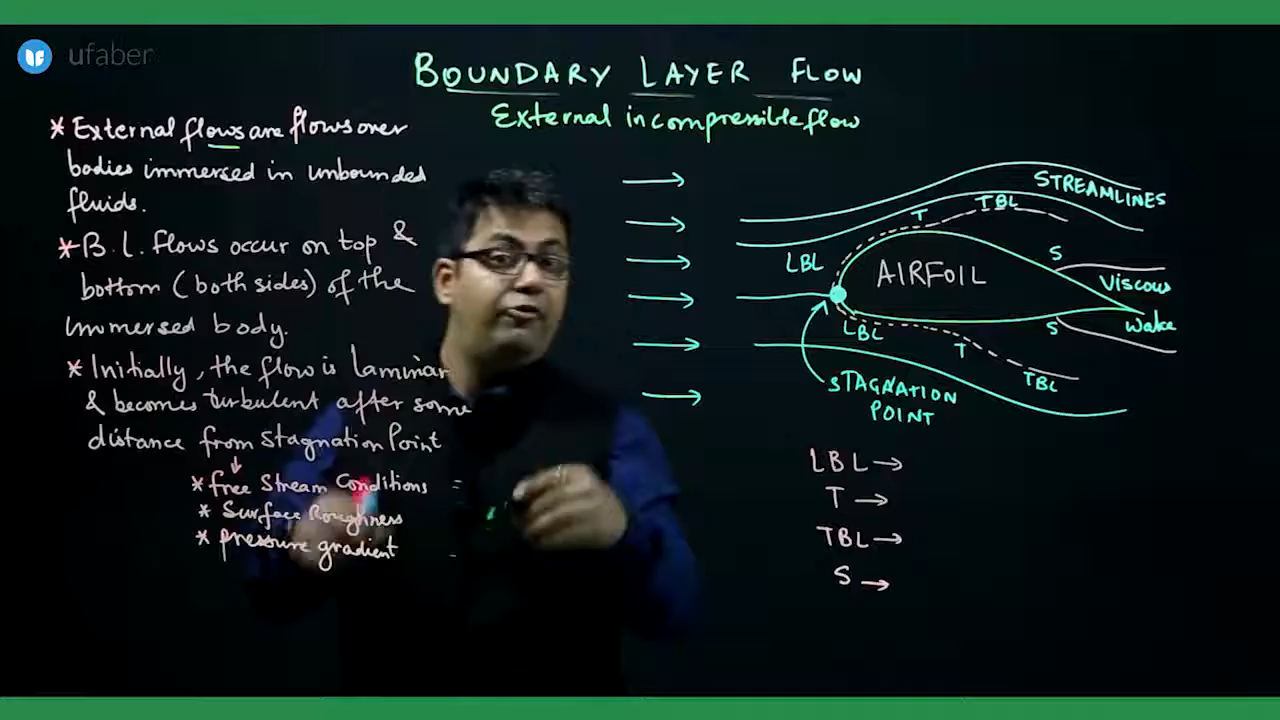 ufaber
BOUNDARY LAYER FLOW
External incompressible flow
* External flows are flows over
bodies immersed in unbounded
fluids.
* B.L. flows occur on top &
bottom (both sides) of the
immersed body.
* Initially, the flow is laminar
& becomes turbulent after some
distance from Stagnation Point
* free Stream Conditions =
* Surface Roughness
* pressure gradient
STREAMLINES
TBL
T
LBL
AIRFOIL
S
VISCOUS
Wake
S
LBL
T
TBL
STAGNATION
POINT
LBL →
T →
TBL →
S →